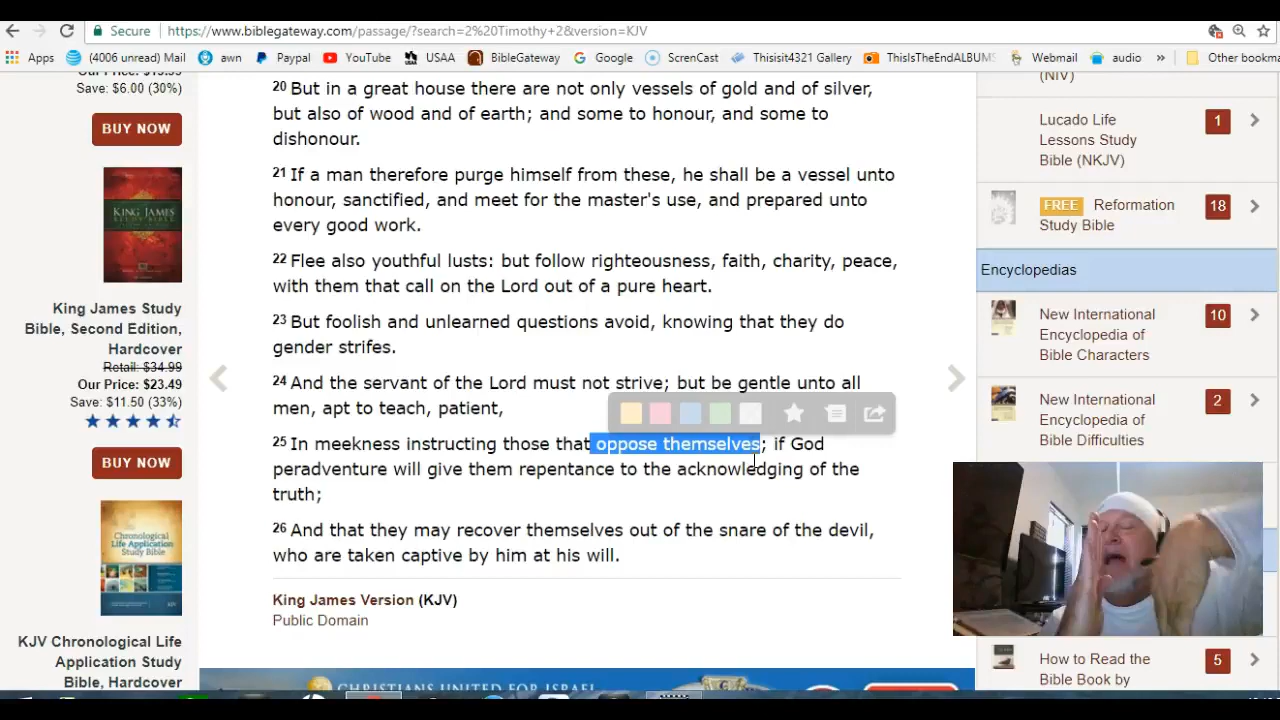 Secure https://www.biblegateway.com/passage/?search=2%20Timothy+2&version=KJV
Apps (4006 unread) Mail awn Paypal YouTube USAA BibleGateway Google ScrenCast Thisisit4321 Gallery ThisIsTheEndALBUMS Webmail audio » Other bookma
Save: $6.00 (30%)
BUY NOW
KING JAMES
STUDY
BIBLE
King James Study
Bible, Second Edition,
Hardcover
Retail: $34.99
Our Price: $23.49
Save: $11.50 (33%)
BUY NOW
Chronological
Life Application
Study Bible
KJV Chronological Life
Application Study
Bible, Hardcover
20 But in a great house there are not only vessels of gold and of silver,
but also of wood and of earth; and some to honour, and some to
dishonour.
21 If a man therefore purge himself from these, he shall be a vessel unto
honour, sanctified, and meet for the master's use, and prepared unto
every good work.
22 Flee also youthful lusts: but follow righteousness, faith, charity, peace,
with them that call on the Lord out of a pure heart.
23 But foolish and unlearned questions avoid, knowing that they do
gender strifes.
24 And the servant of the Lord must not strive; but be gentle unto all
men, apt to teach, patient,
25 In meekness instructing those that oppose themselves; if God
peradventure will give them repentance to the acknowledging of the
truth;
26 And that they may recover themselves out of the snare of the devil,
who are taken captive by him at his will.
King James Version (KJV)
Public Domain
CHRISTIANS UNITED FOR ISRAEL
(NIV)
Lucado Life
Lessons Study
Bible (NKJV)
1
FREE Reformation
Study Bible
18
Encyclopedias
New International
Encyclopedia of
Bible Characters
10
New International
Encyclopedia of
Bible Difficulties
2
How to Read the
Bible Book by
5